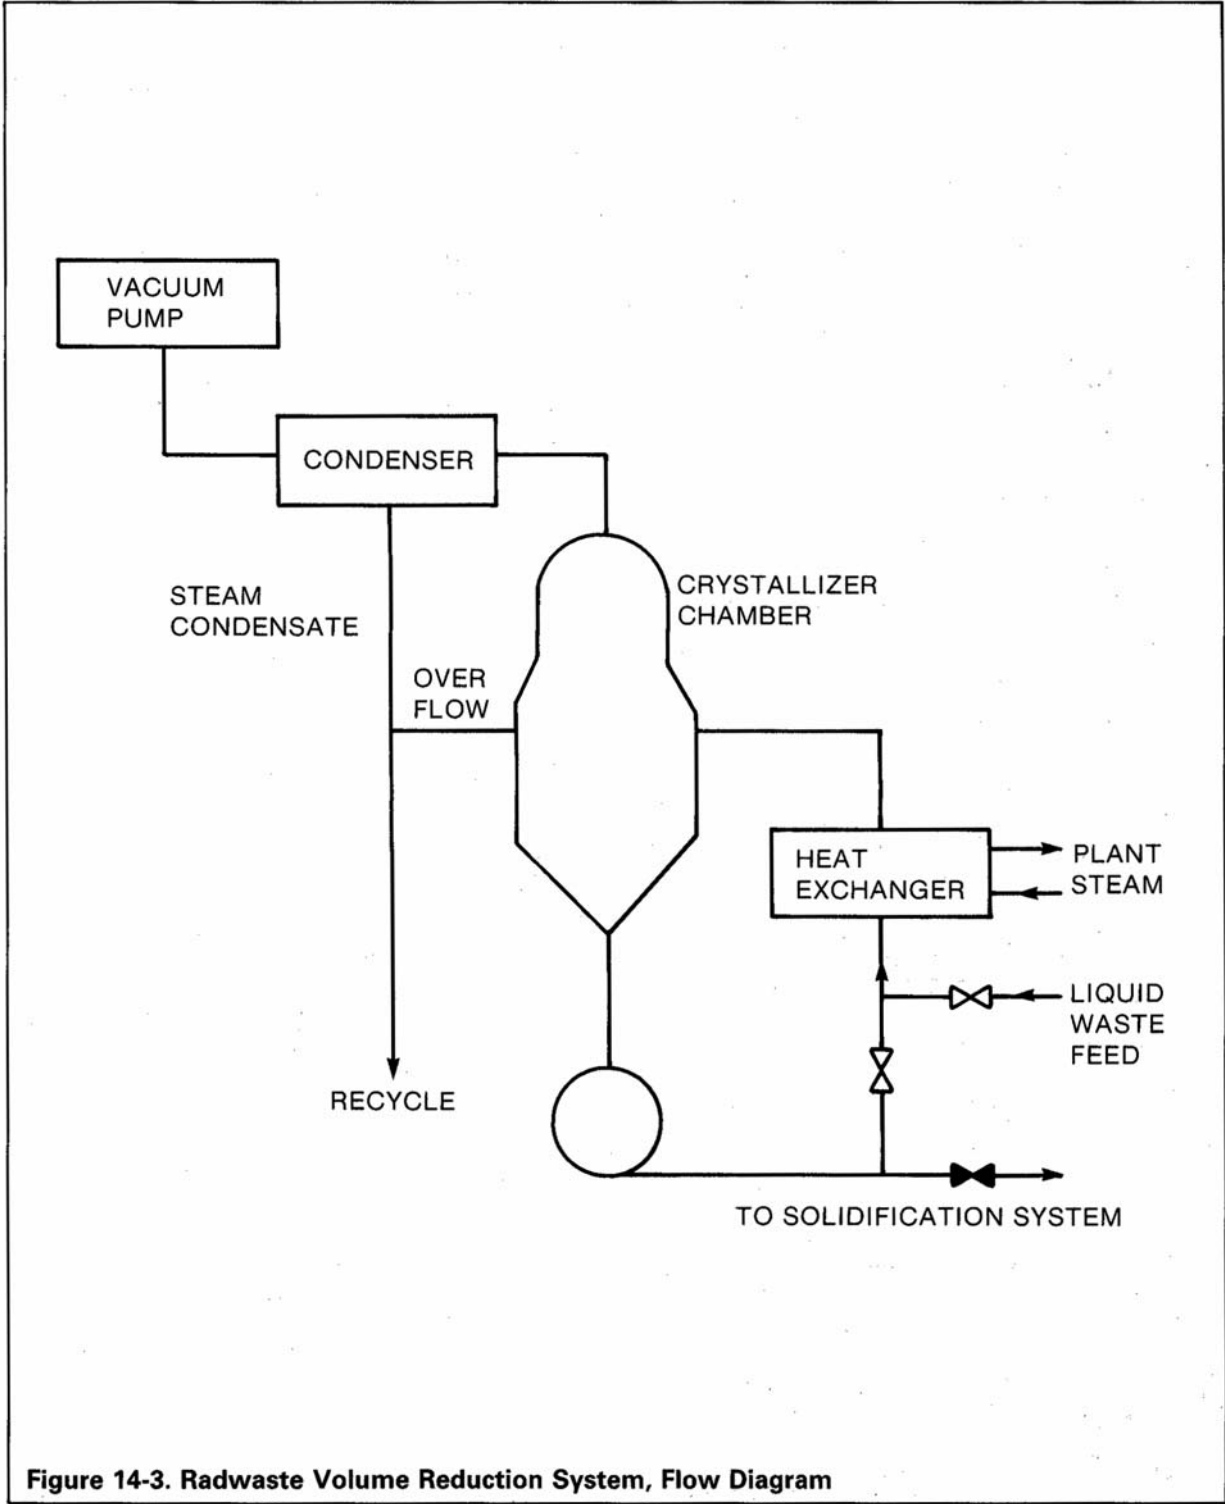 VACUUM
PUMP
CONDENSER
STEAM
CONDENSATE
CRYSTALLIZER
CHAMBER
OVER
FLOW
HEAT
EXCHANGER
PLANT
STEAM
LIQUID
WASTE
FEED
RECYCLE
TO SOLIDIFICATION SYSTEM
Figure 14-3. Radwaste Volume Reduction System, Flow Diagram